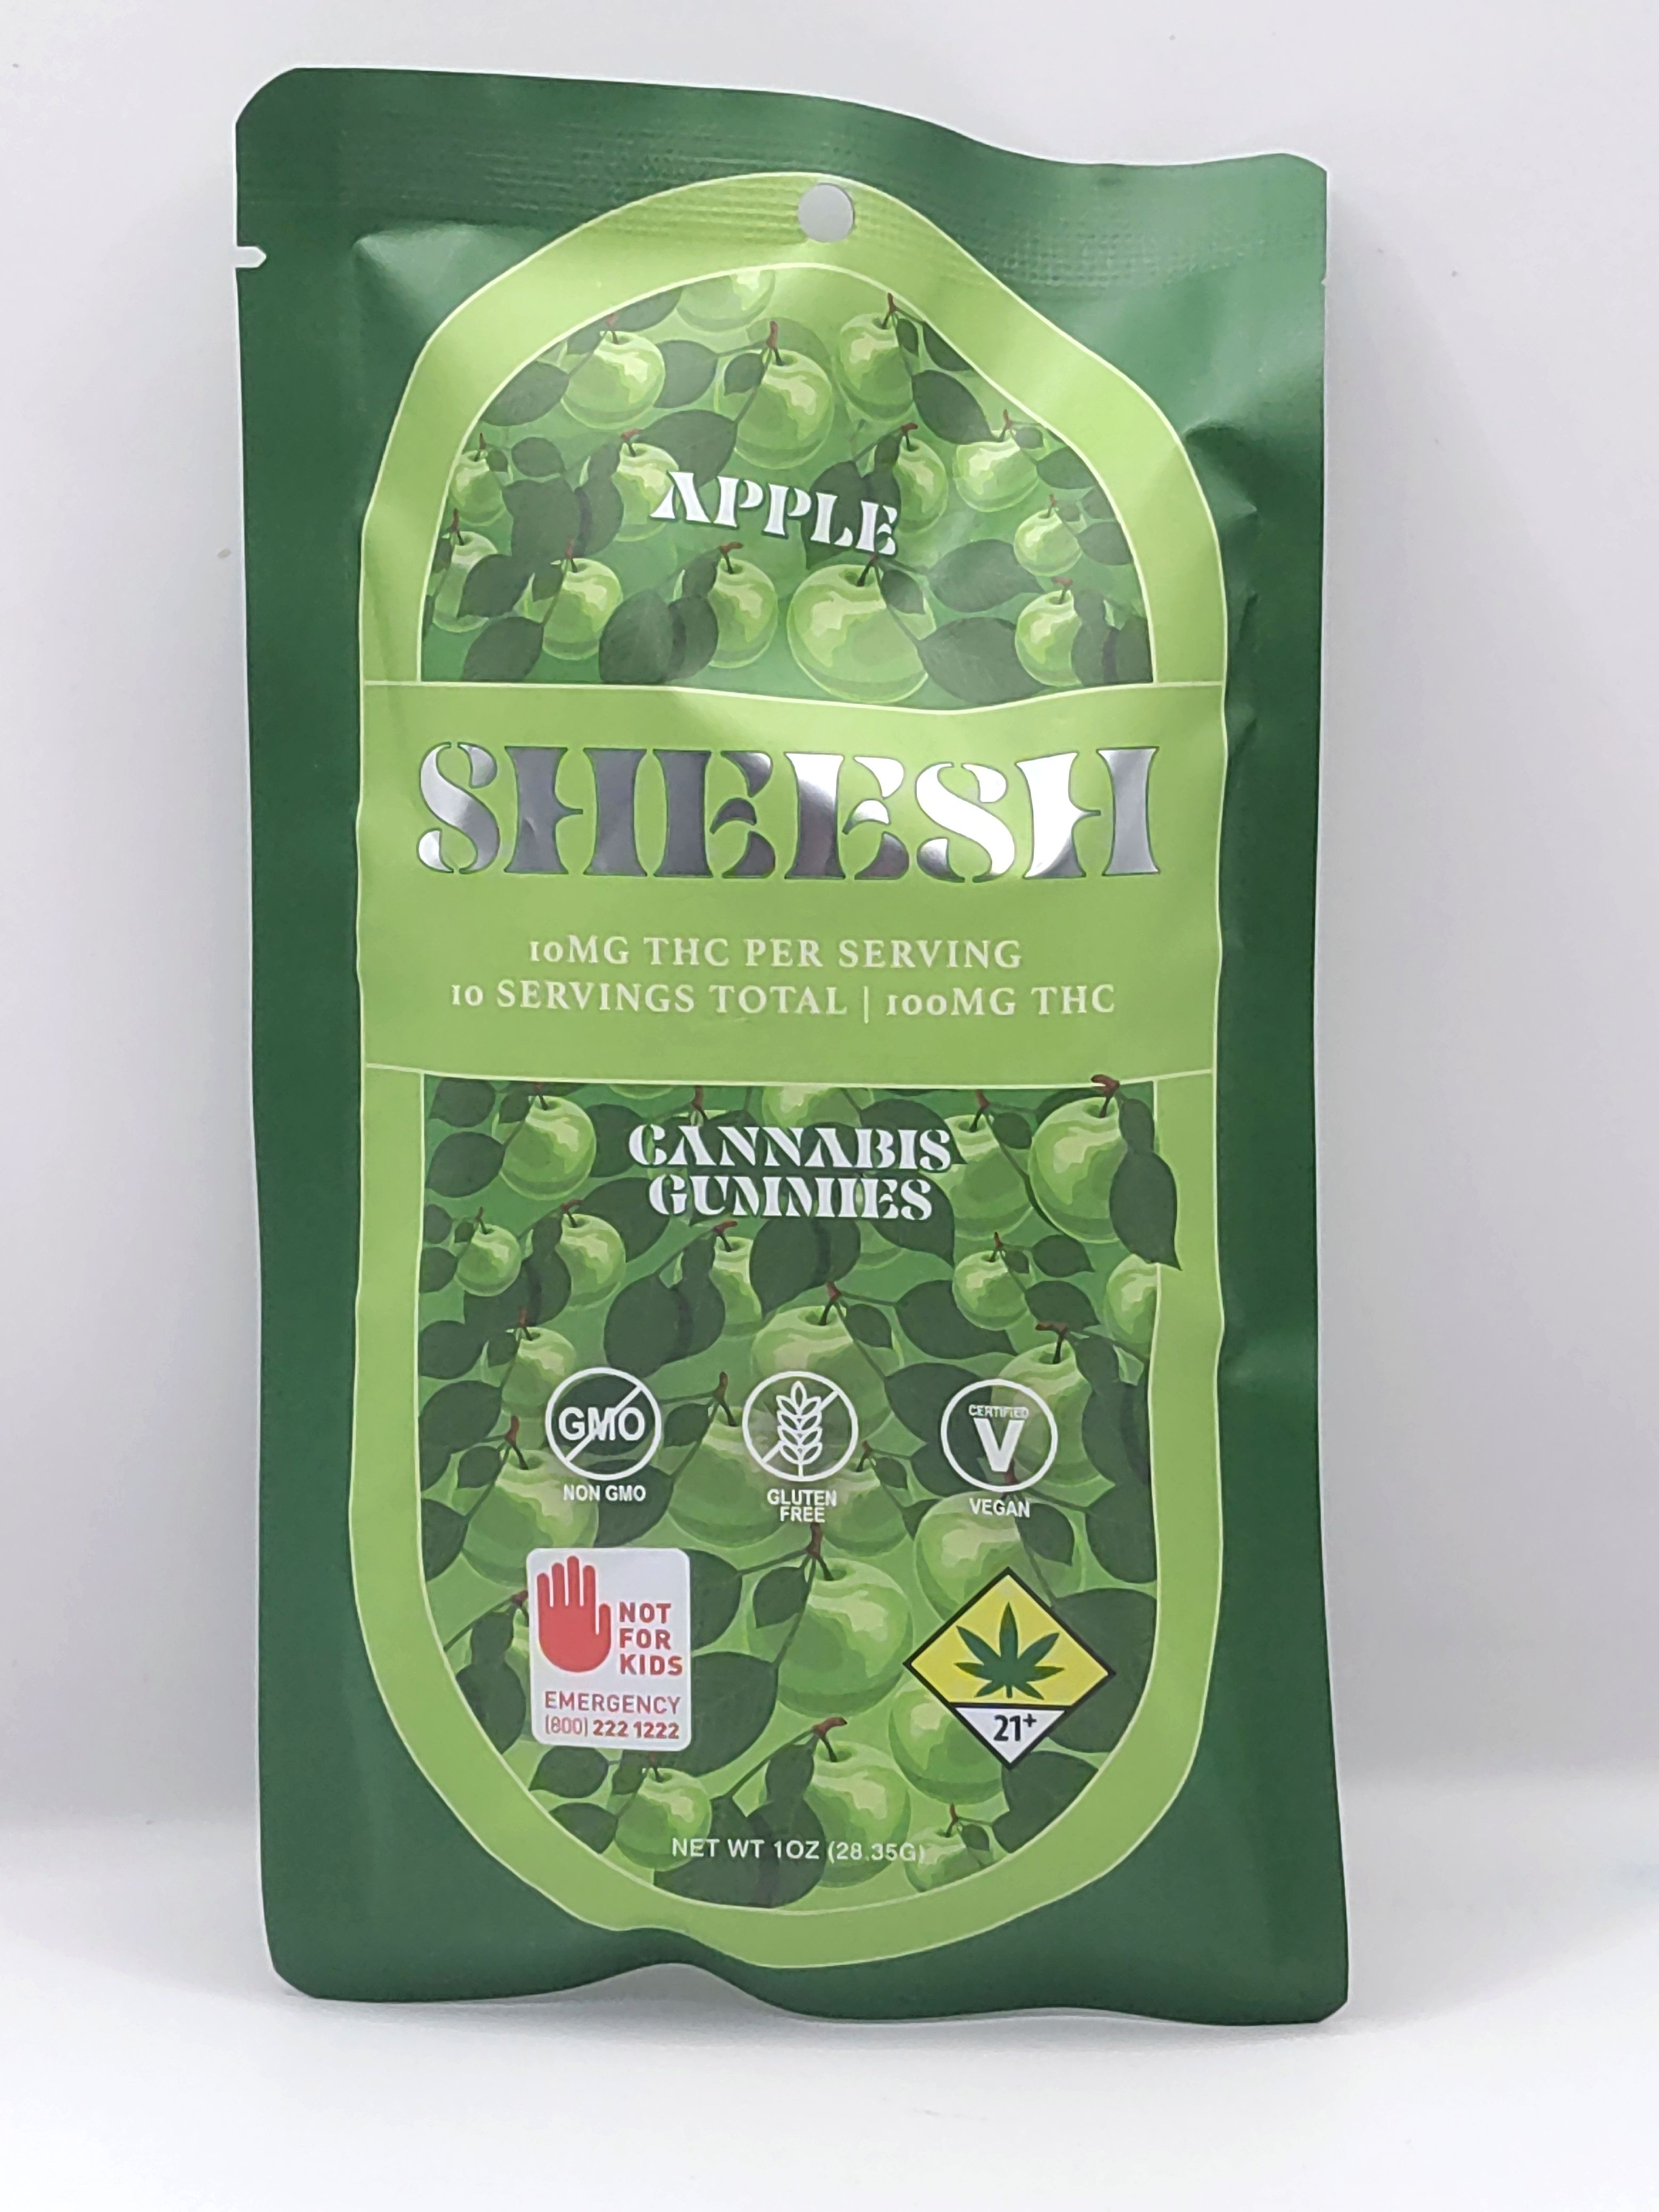 APPLE
SHEESH
10MG THC PER SERVING
10 SERVINGS TOTAL | 100MG THC
CANNABIS
GUMMIES
GMO
NON GMO
GLUTEN
FREE
CERTIFIED
V
VEGAN
NOT
FOR
KIDS
EMERGENCY
(800) 222 1222
21+
NET WT 1OZ (28.35G)